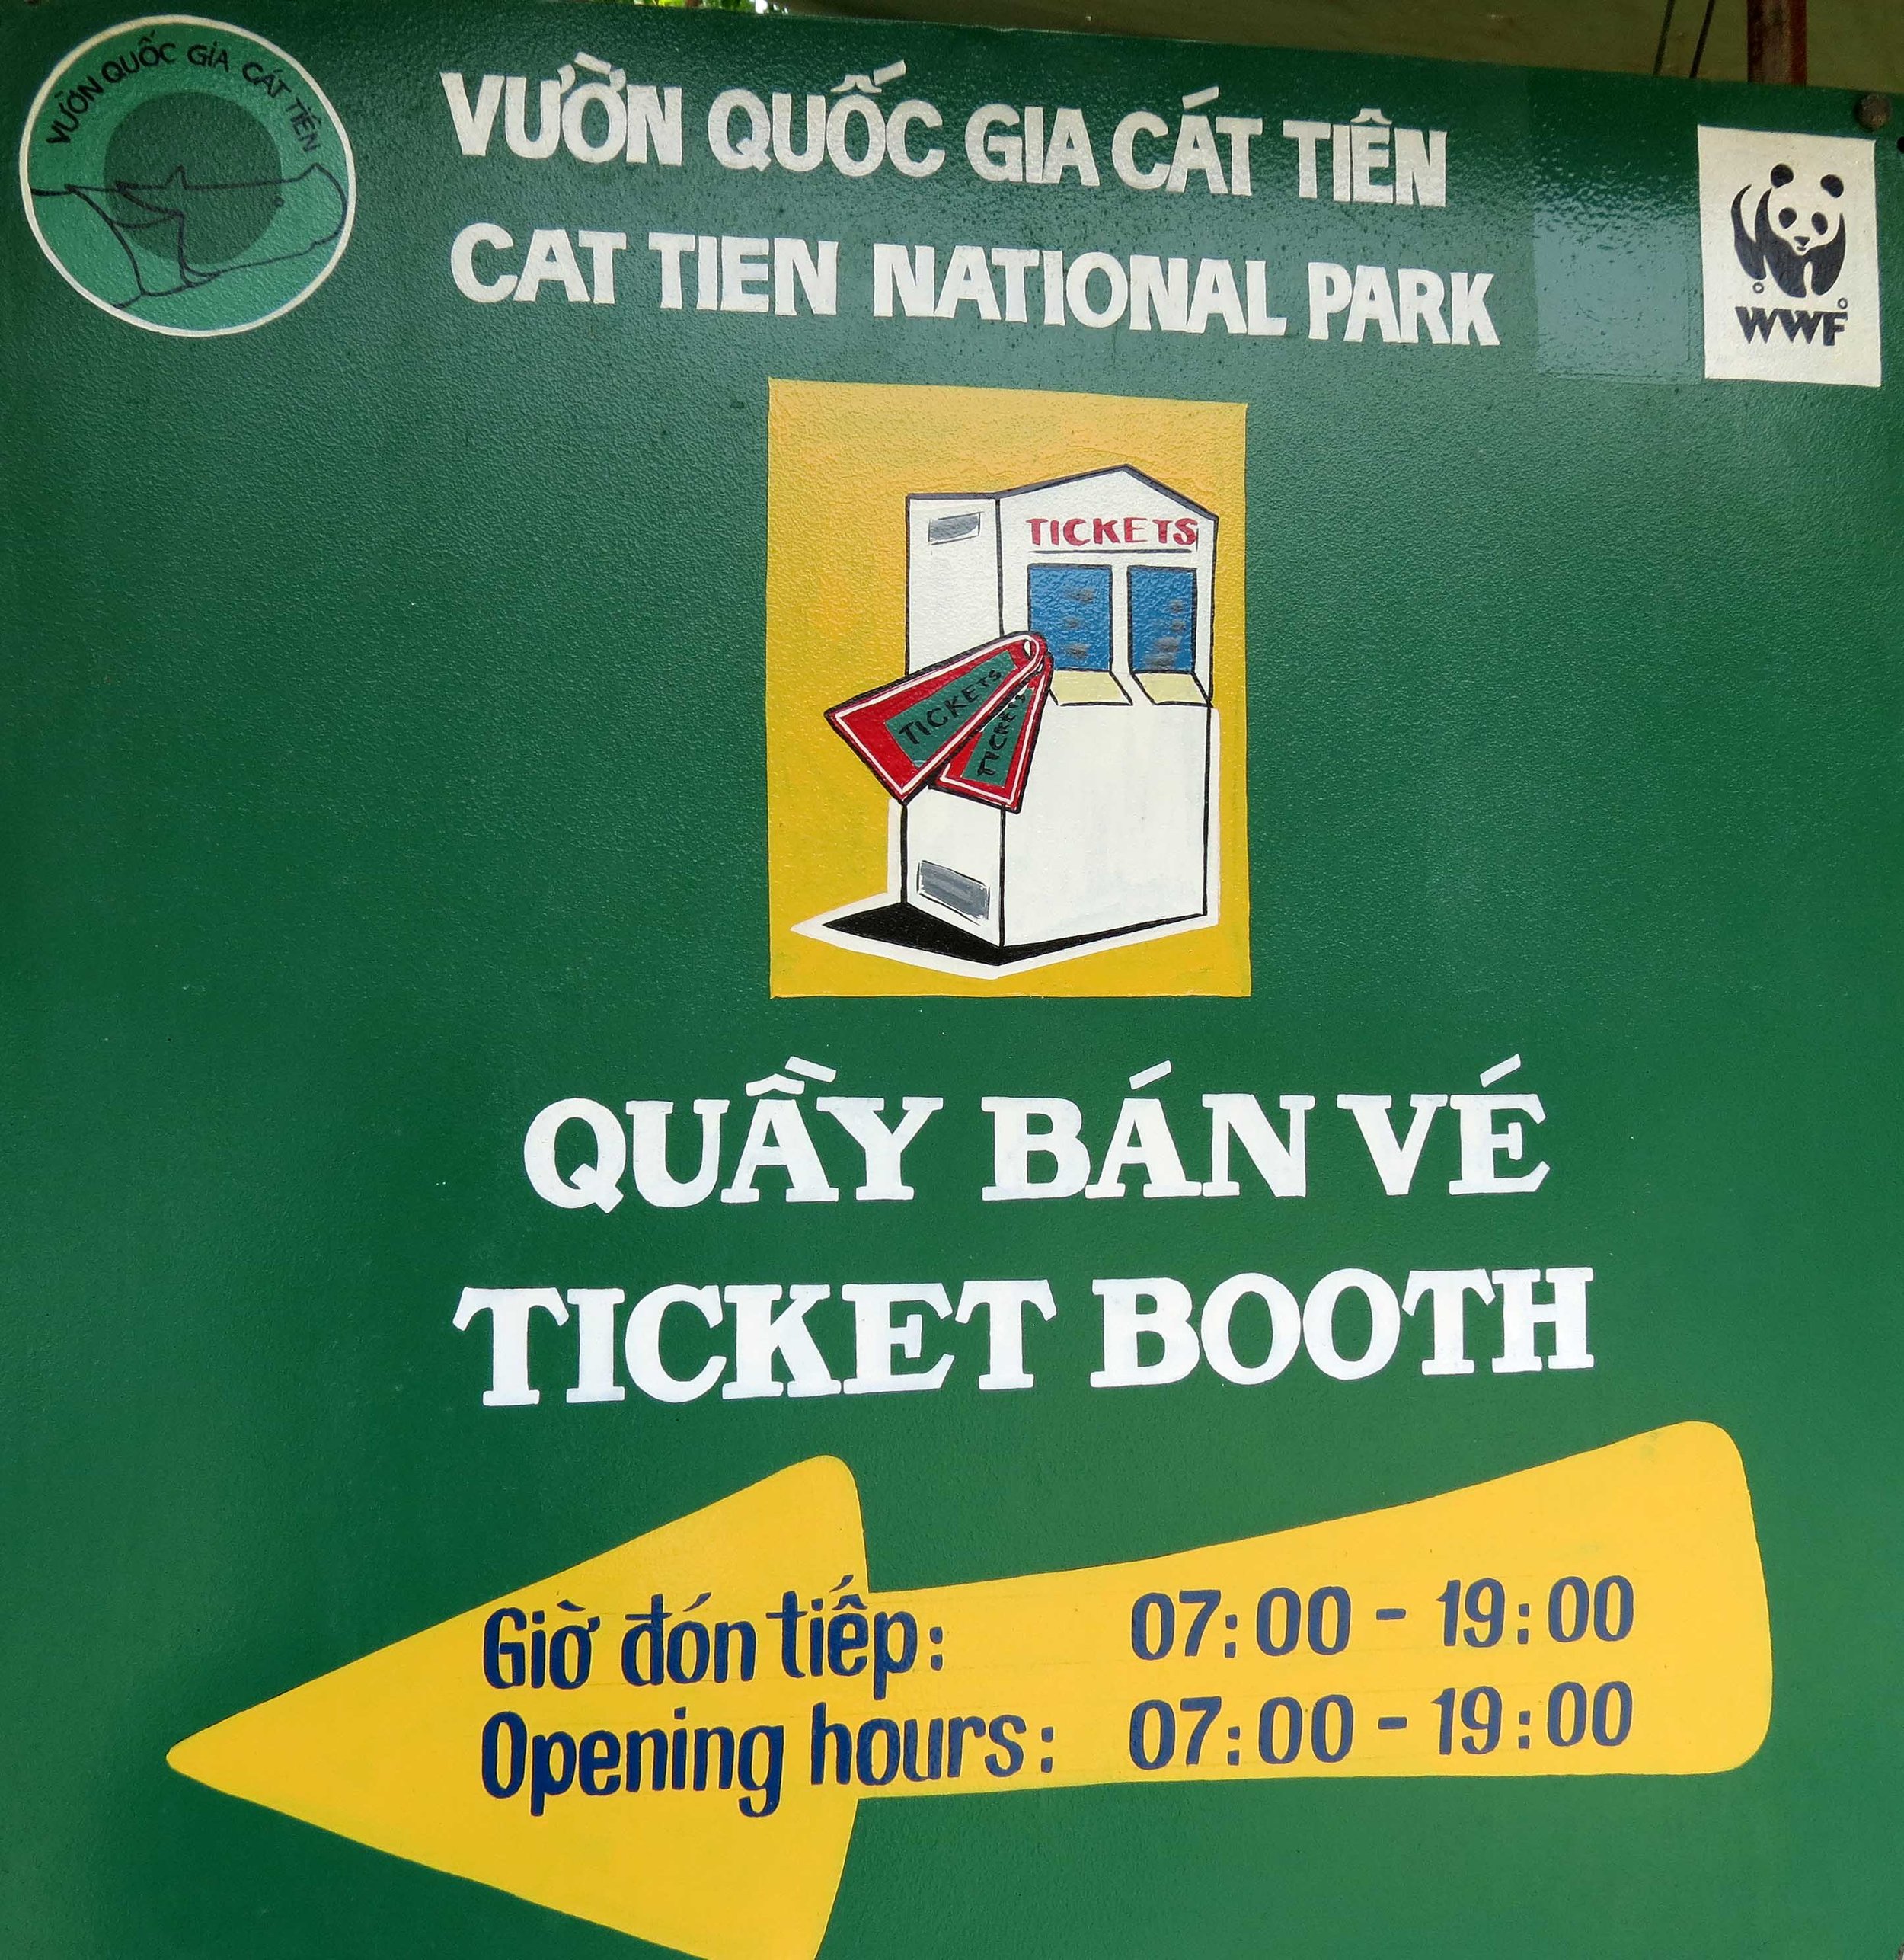 VƯỜN QUỐC GIA CÁT TIÊN
VƯỜN QUỐC GIA CÁT TIÊN
CAT TIEN NATIONAL PARK
WWF
TICKETS
TICKETS
TICKETS
QUẦY BÁN VÉ
TICKET BOOTH
Giờ đón tiếp: 07:00 - 19:00
Opening hours: 07:00 - 19:00